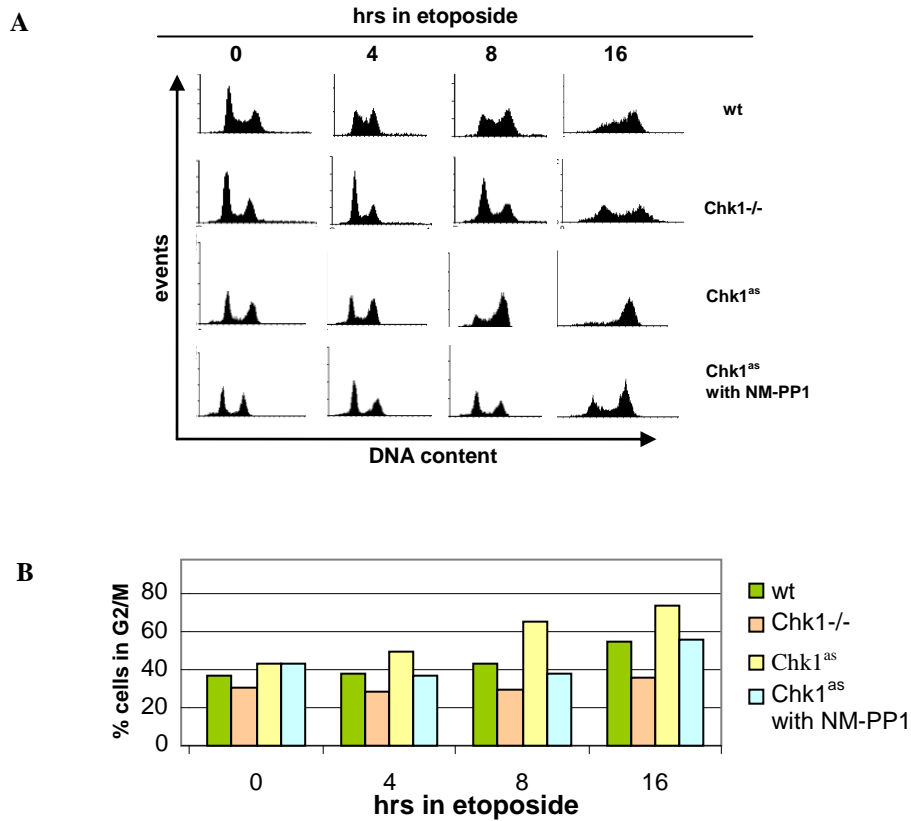 A
hrs in etoposide
0 4 8 16
wt
Chk1-/-
Chk1as
Chk1as
with NM-PP1
events
DNA content
B
% cells in G2/M
80
60
40
20
0
0 4 8 16
hrs in etoposide
wt
Chk1-/-
Chk1as
Chk1as
with NM-PP1